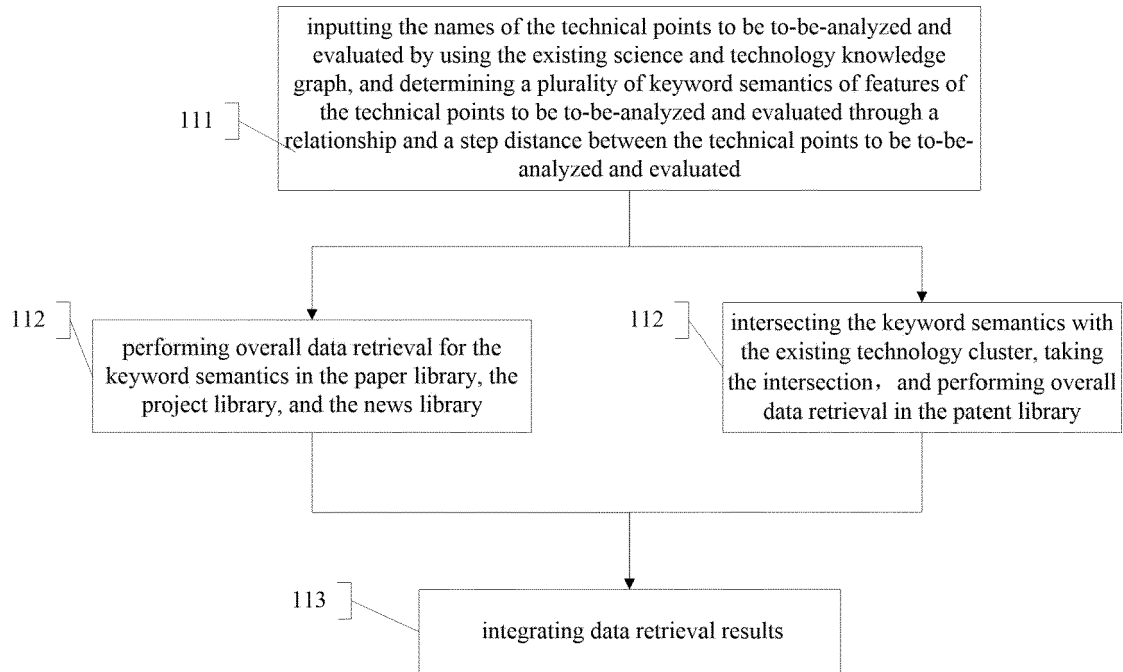 inputting the names of the technical points to be to-be-analyzed and
evaluated by using the existing science and technology knowledge
graph, and determining a plurality of keyword semantics of features of
the technical points to be to-be-analyzed and evaluated through a
relationship and a step distance between the technical points to be to-be-
analyzed and evaluated
111
112
performing overall data retrieval for the
keyword semantics in the paper library, the
project library, and the news library
112
intersecting the keyword semantics with
the existing technology cluster, taking
the intersection，and performing overall
data retrieval in the patent library
113
integrating data retrieval results